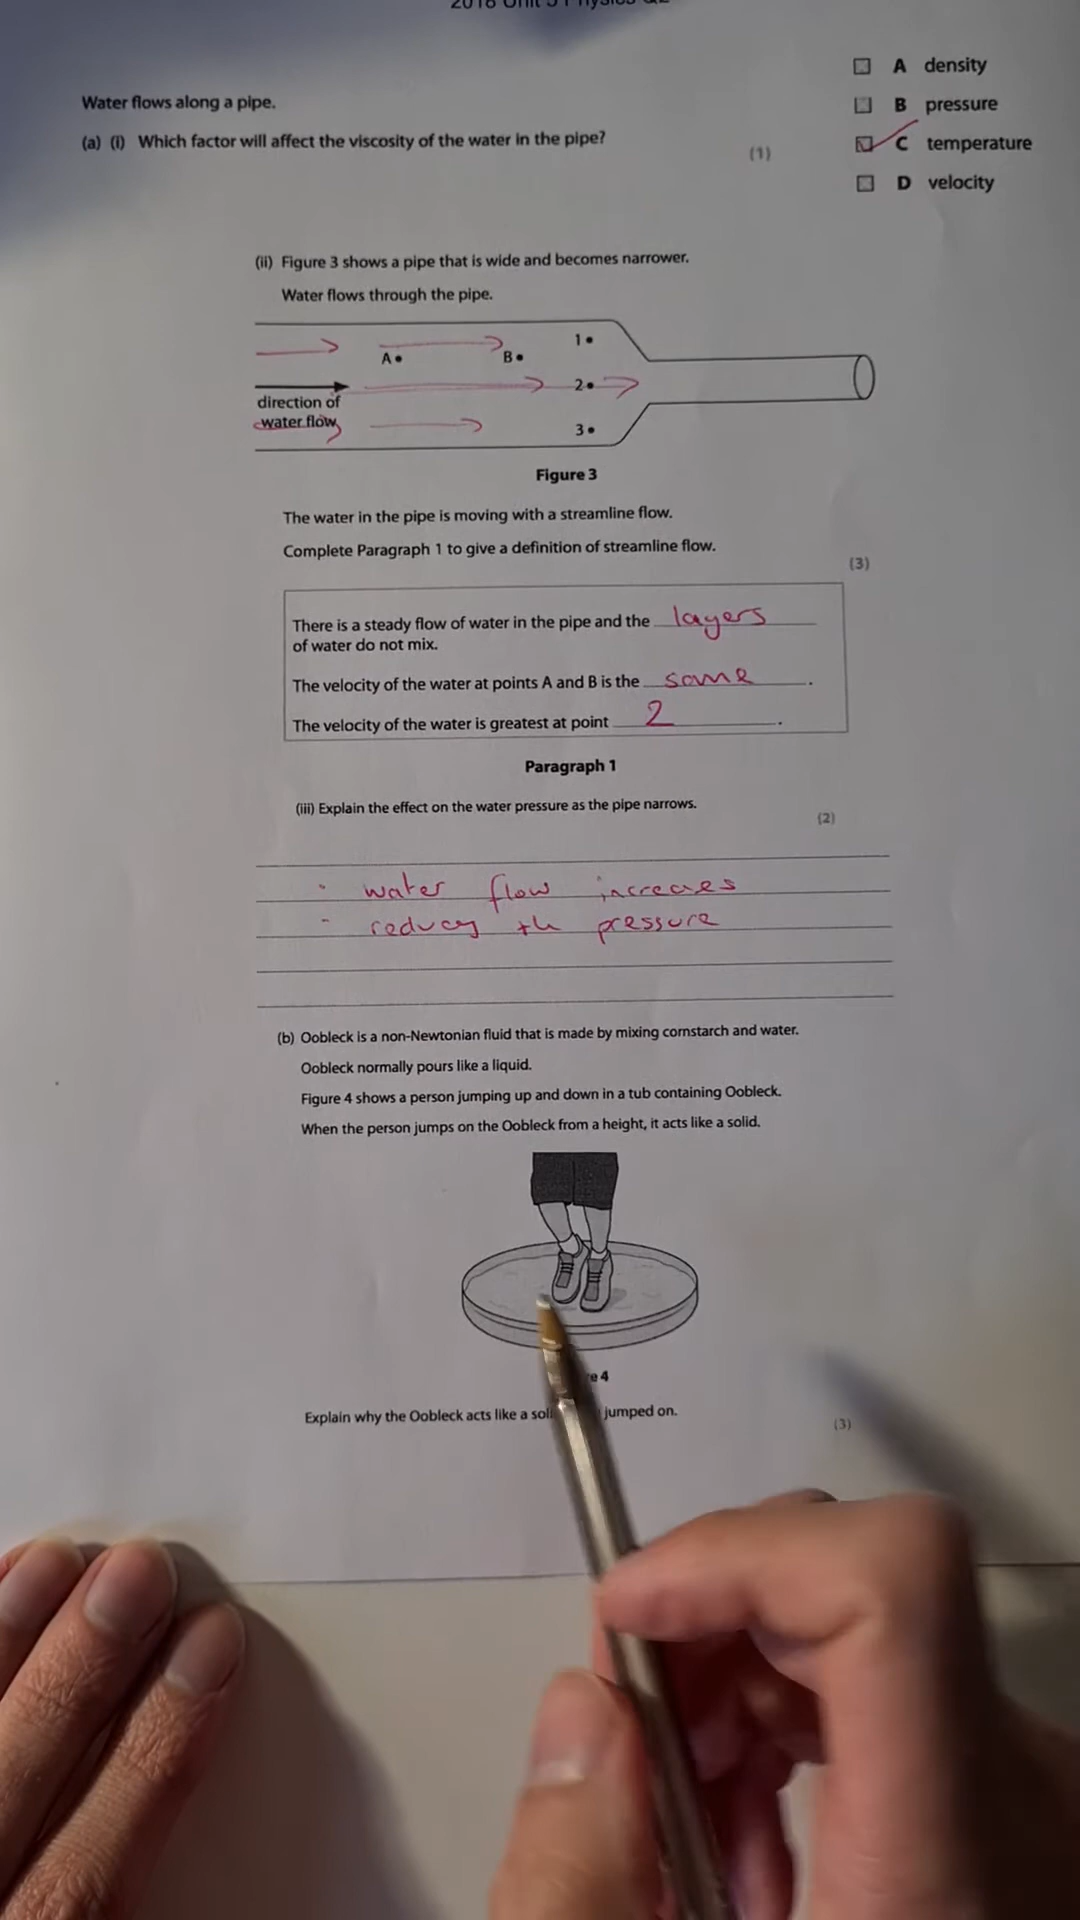 2018 Unit 3 Physics
Water flows along a pipe.
(a) (i) Which factor will affect the viscosity of the water in the pipe?
(1)
A density
B pressure
C temperature
D velocity
(ii) Figure 3 shows a pipe that is wide and becomes narrower.
Water flows through the pipe.
1
A
B
2
direction of
water flow
3
Figure 3
The water in the pipe is moving with a streamline flow.
Complete Paragraph 1 to give a definition of streamline flow.
(3)
There is a steady flow of water in the pipe and the layers
of water do not mix.
The velocity of the water at points A and B is the same.
The velocity of the water is greatest at point 2.
Paragraph 1
(iii) Explain the effect on the water pressure as the pipe narrows.
(2)
water flow increaes
reducy th pressure
(b) Oobleck is a non-Newtonian fluid that is made by mixing cornstarch and water.
Oobleck normally pours like a liquid.
Figure 4 shows a person jumping up and down in a tub containing Oobleck.
When the person jumps on the Oobleck from a height, it acts like a solid.
e 4
Explain why the Oobleck acts like a soli jumped on.
(3)